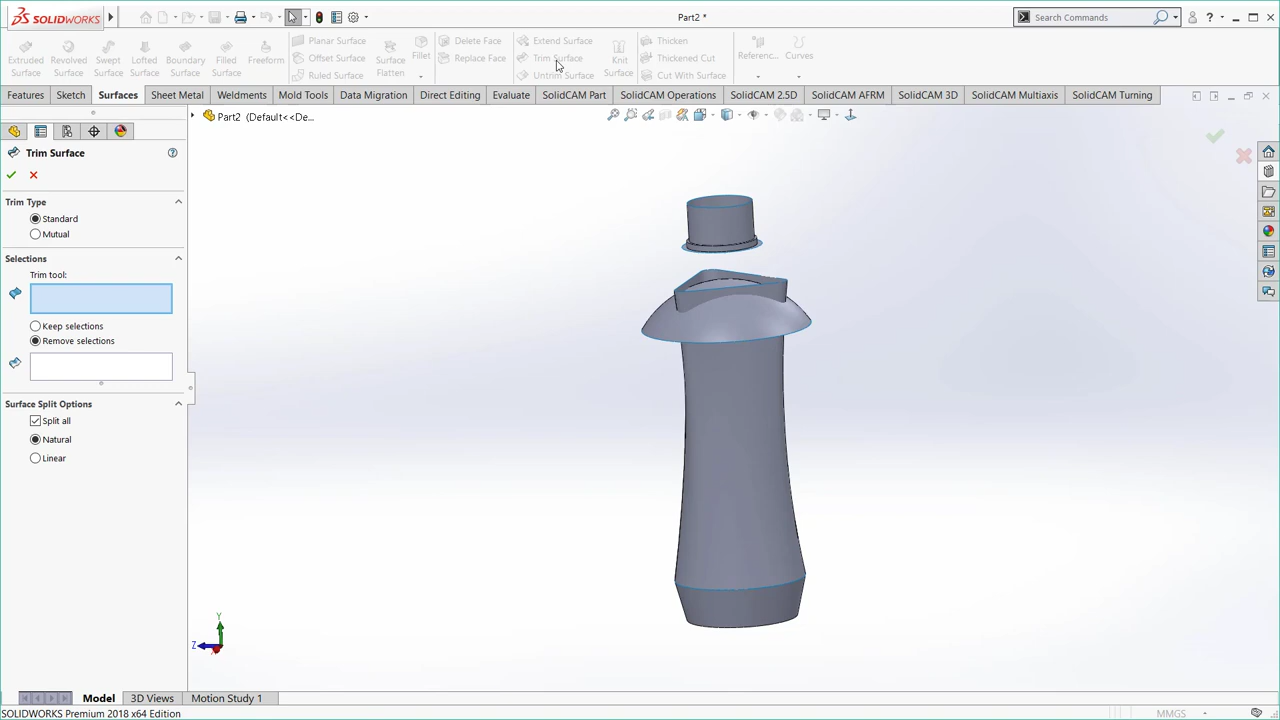 SOLIDWORKS
Part2 *
Search Commands
Extruded Surface
Revolved Surface
Swept Surface
Lofted Surface
Boundary Surface
Filled Surface
Freeform
Planar Surface
Offset Surface
Ruled Surface
Surface Flatten
Fillet
Delete Face
Replace Face
Extend Surface
Trim Surface
Untrim Surface
Knit Surface
Thicken
Thickened Cut
Cut With Surface
Referenc...
Curves
Features
Sketch
Surfaces
Sheet Metal
Weldments
Mold Tools
Data Migration
Direct Editing
Evaluate
SolidCAM Part
SolidCAM Operations
SolidCAM 2.5D
SolidCAM AFRM
SolidCAM 3D
SolidCAM Multiaxis
SolidCAM Turning
Part2 (Default<<De...
Trim Surface
Trim Type
Standard
Mutual
Selections
Trim tool:
Keep selections
Remove selections
Surface Split Options
Split all
Natural
Linear
Y
Z
Model
3D Views
Motion Study 1
SOLIDWORKS Premium 2018 x64 Edition
MMGS